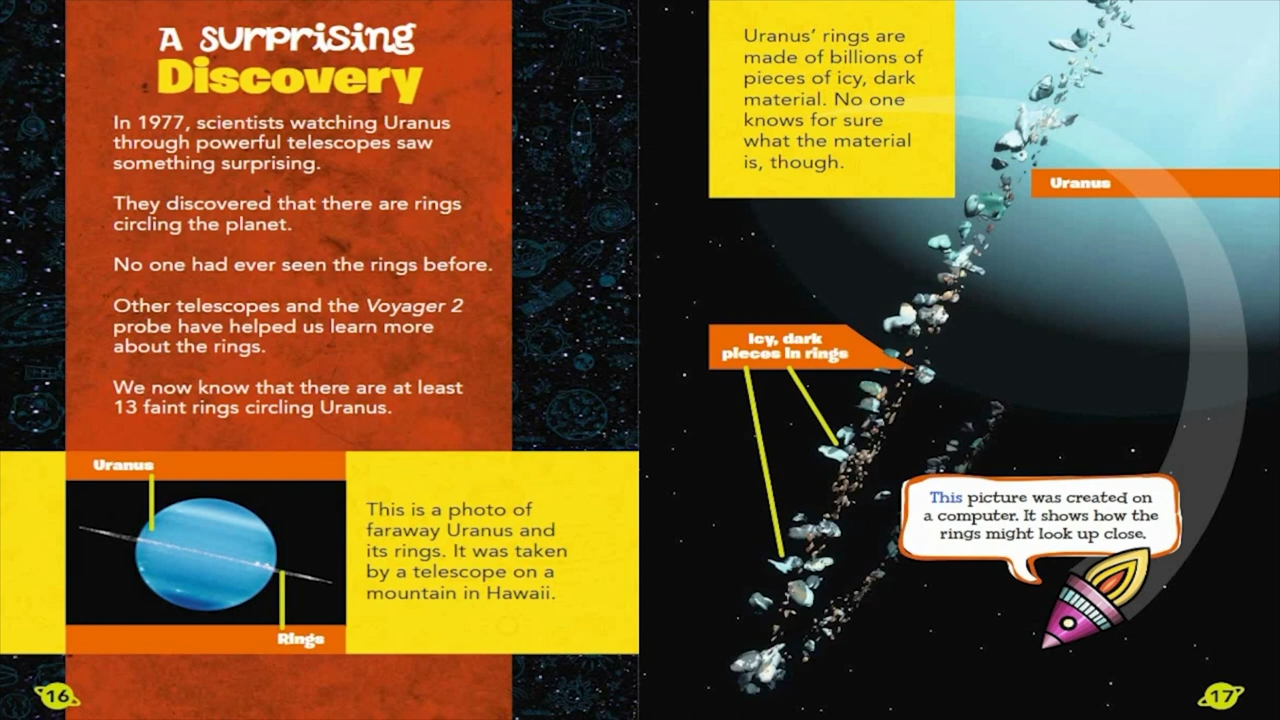 A surprising
Discovery
In 1977, scientists watching Uranus
through powerful telescopes saw
something surprising.
They discovered that there are rings
circling the planet.
No one had ever seen the rings before.
Other telescopes and the Voyager 2
probe have helped us learn more
about the rings.
We now know that there are at least
13 faint rings circling Uranus.
Uranus
Rings
This is a photo of
faraway Uranus and
its rings. It was taken
by a telescope on a
mountain in Hawaii.
16
Uranus’ rings are
made of billions of
pieces of icy, dark
material. No one
knows for sure
what the material
is, though.
Uranus
Icy, dark
pieces in rings
This picture was created on
a computer. It shows how the
rings might look up close.
17